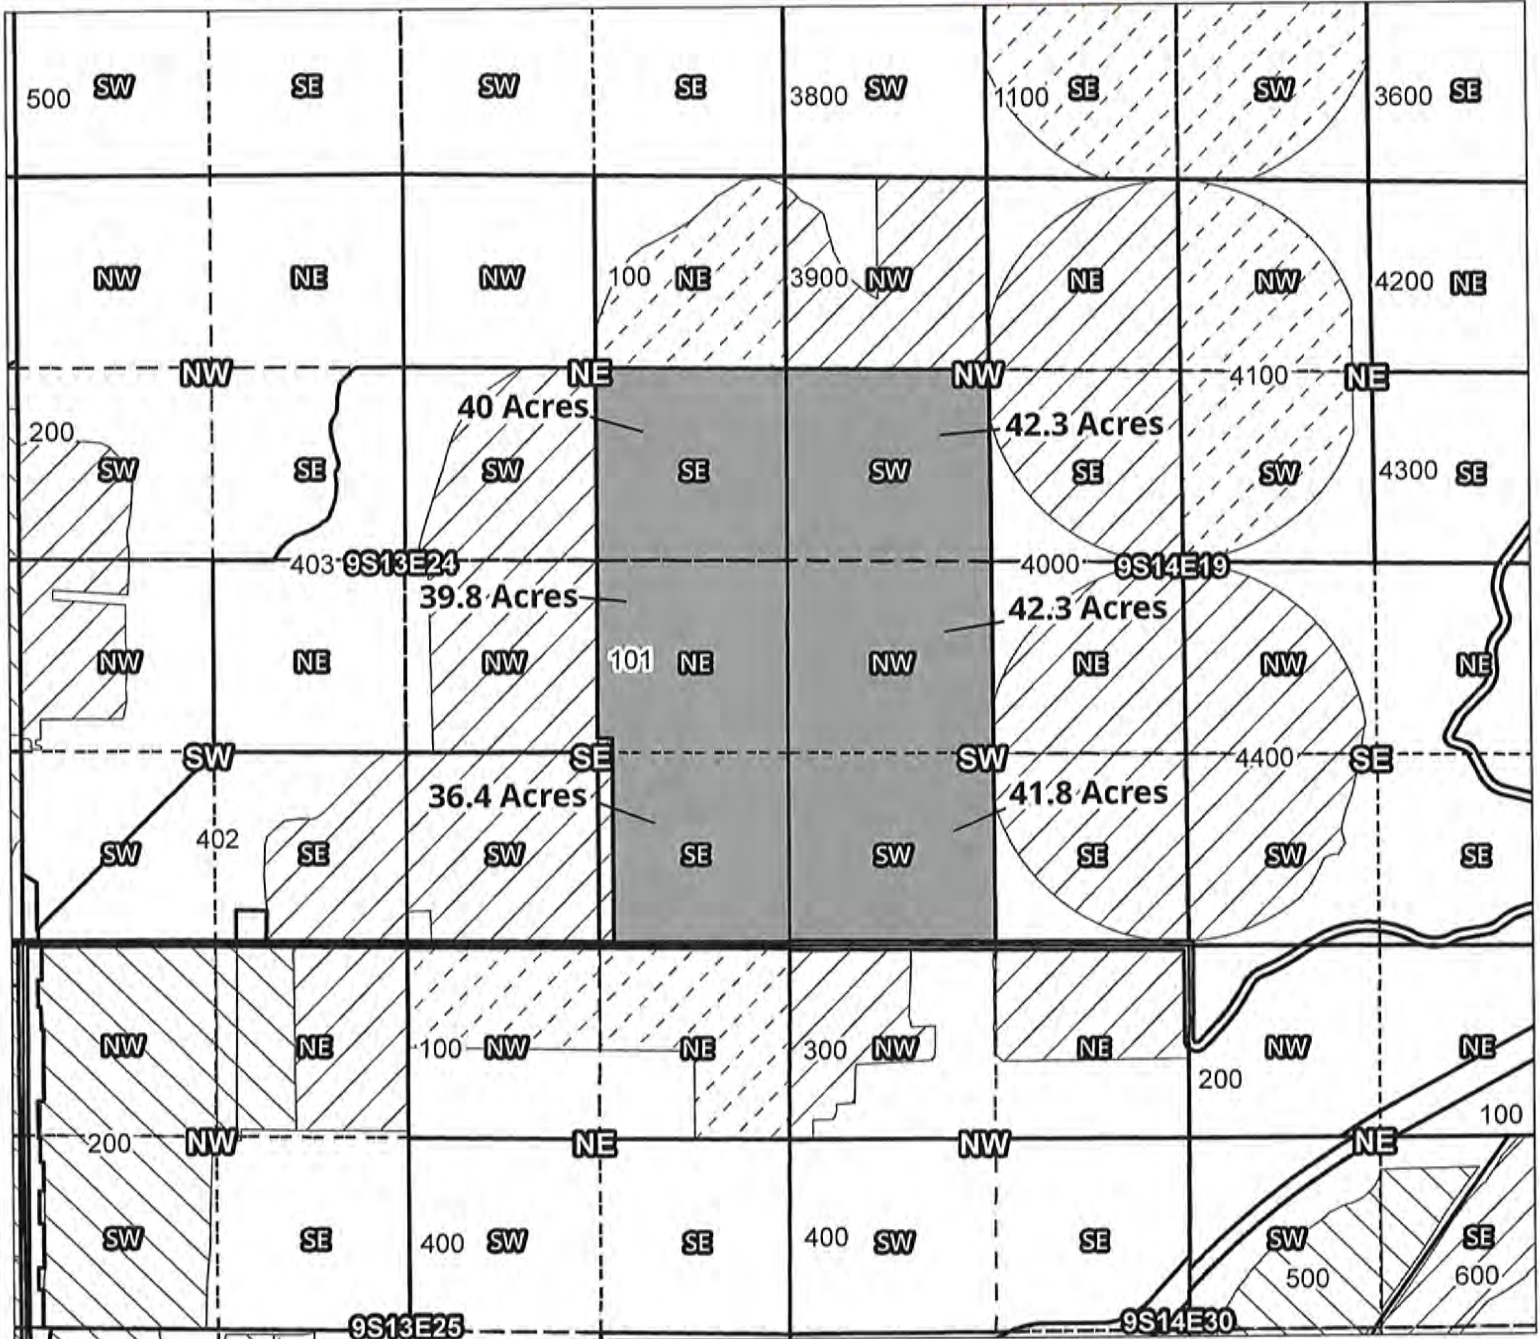 500 SW SE SW SE 3800 SW 1100 SE SW 3600 SE
NW NE NW 100 NE 3900 NW NE NW 4200 NE
NW NE NW 4100 NE
40 Acres 42.3 Acres
200 SW SE SW SE SW SE SW 4300 SE
403 9S13E24 4000 9S14E19
39.8 Acres 42.3 Acres
NW NE NW 101 NE NW NE NW NE
SW SE SW 4400 SE
36.4 Acres 41.8 Acres
SW 402 SE SW SE SW SE SW SE
NW NE 100 NW NE 300 NW NE NW NE
200 100
200 NW NE NW NE
SW SE 400 SW SE 400 SW SE SW SE
500 600
9S13E25 9S14E30